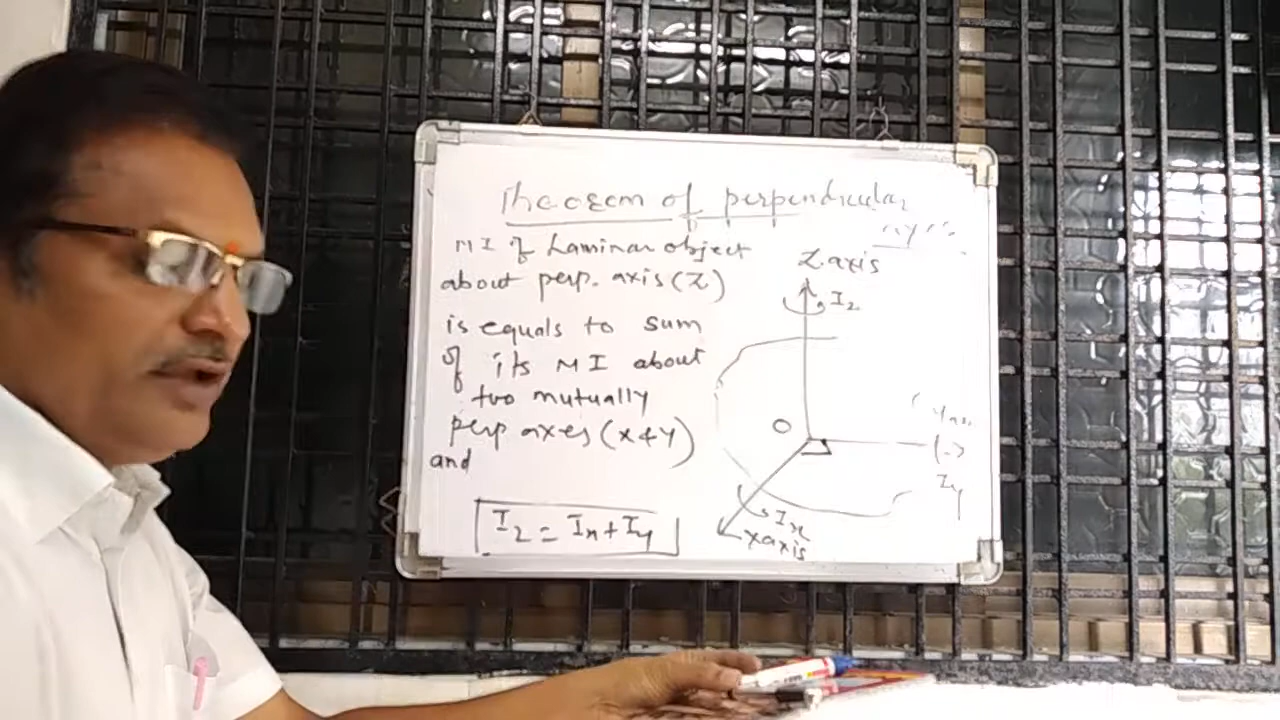 Theorem of perpendicular
MI of Laminar object
about perp. axis (Z)
is equals to sum
of its MI about
two mutually
perp axes (x & y)
and
Iz = Ix + Iy
Z axis
Iz
O
Iy
Ix
x axis